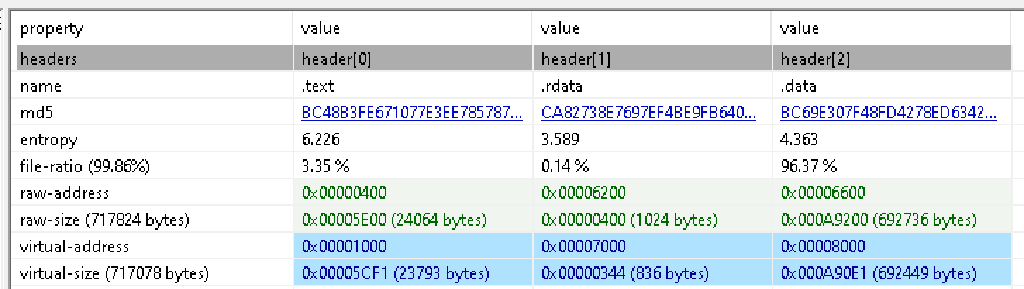 property value value value
headers header[0] header[1] header[2]
name .text .rdata .data
md5 BC48B3FE671077E3EE785787... CA82738E7697EF4BE9FB640... BC69E307F48FD4278ED6342...
entropy 6.226 3.589 4.363
file-ratio (99.86%) 3.35 % 0.14 % 96.37 %
raw-address 0x00000400 0x00006200 0x00006600
raw-size (717824 bytes) 0x00005E00 (24064 bytes) 0x00000400 (1024 bytes) 0x000A9200 (692736 bytes)
virtual-address 0x00001000 0x00007000 0x00008000
virtual-size (717078 bytes) 0x00005CF1 (23793 bytes) 0x00000344 (836 bytes) 0x000A90E1 (692449 bytes)